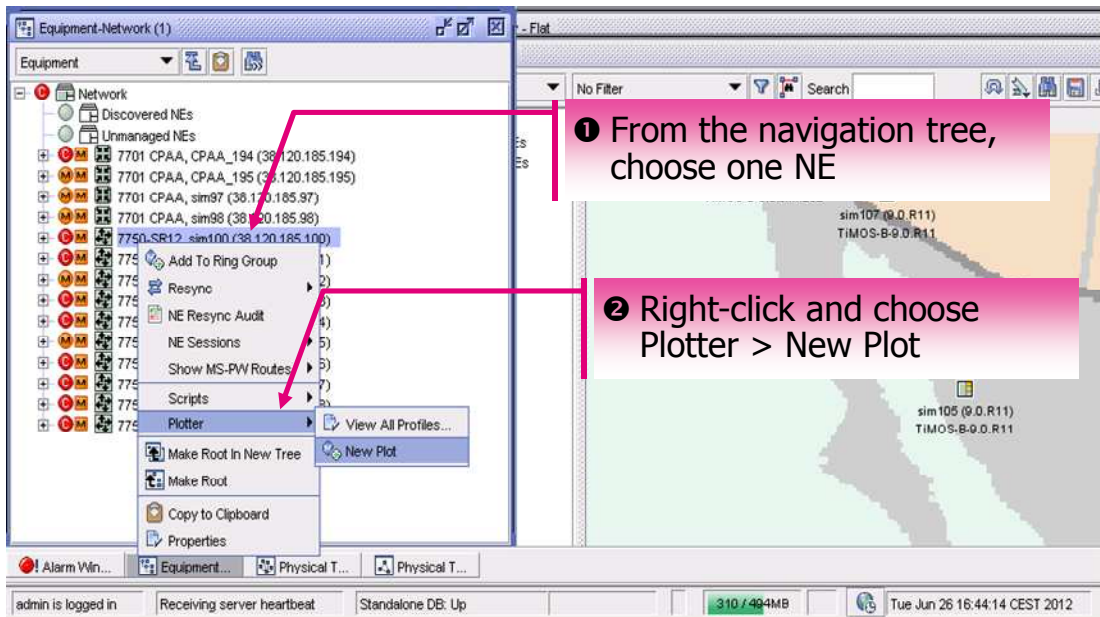 Equipment-Network (1)
- Flat
Equipment
No Filter
Search
Network
Discovered NEs
Unmanaged NEs
7701 CPAA, CPAA_194 (38.120.185.194)
7701 CPAA, CPAA_195 (38.120.185.195)
7701 CPAA, sim97 (38.120.185.97)
7701 CPAA, sim98 (38.120.185.98)
7750-SR12, sim100 (38.120.185.100)
❶ From the navigation tree,
choose one NE
sim107 (9.0.R11)
TiMOS-B-9.0.R11
Add To Ring Group
Resync
NE Resync Audit
NE Sessions
Show MS-PW Routes
Scripts
Plotter
View All Profiles...
New Plot
Make Root In New Tree
Make Root
Copy to Clipboard
Properties
❷ Right-click and choose
Plotter > New Plot
sim105 (9.0.R11)
TiMOS-B-9.0.R11
Alarm Win...
Equipment...
Physical T...
Physical T...
admin is logged in
Receiving server heartbeat
Standalone DB: Up
310 / 494MB
Tue Jun 26 16:44:14 CEST 2012